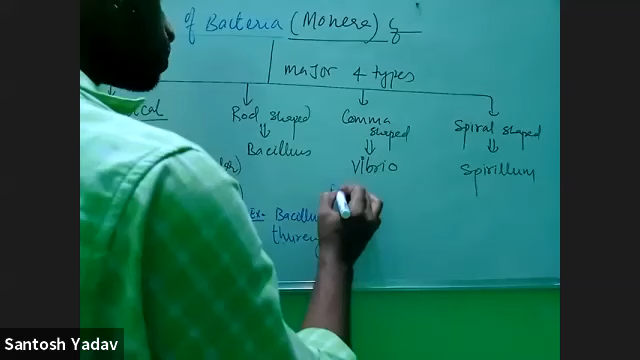 of Bacteria (Monera)
major 4 types
Rod shaped
Comma shaped
Spiral shaped
Bacillus
Vibrio
Spirillum
Ex- Bacillus
Santosh Yadav